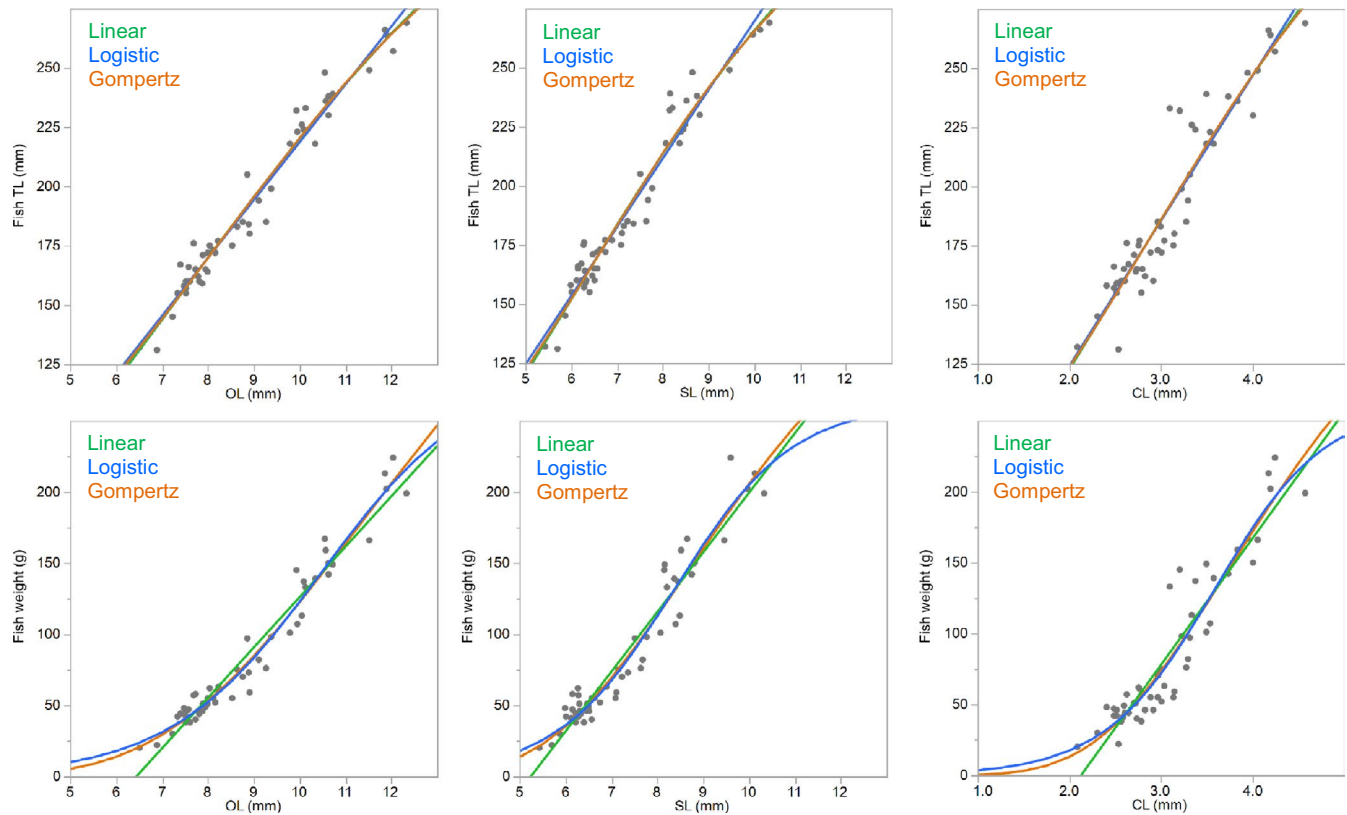 Linear
Logistic
Gompertz
Fish TL (mm)
250
225
200
175
150
125
5 6 7 8 9 10 11 12
OL (mm)
Linear
Logistic
Gompertz
Fish TL (mm)
250
225
200
175
150
125
5 6 7 8 9 10 11 12
SL (mm)
Linear
Logistic
Gompertz
Fish TL (mm)
250
225
200
175
150
125
1.0 2.0 3.0 4.0
CL (mm)
Linear
Logistic
Gompertz
Fish weight (g)
200
150
100
50
0
5 6 7 8 9 10 11 12
OL (mm)
Linear
Logistic
Gompertz
Fish weight (g)
200
150
100
50
0
5 6 7 8 9 10 11 12
SL (mm)
Linear
Logistic
Gompertz
Fish weight (g)
200
150
100
50
0
1.0 2.0 3.0 4.0
CL (mm)